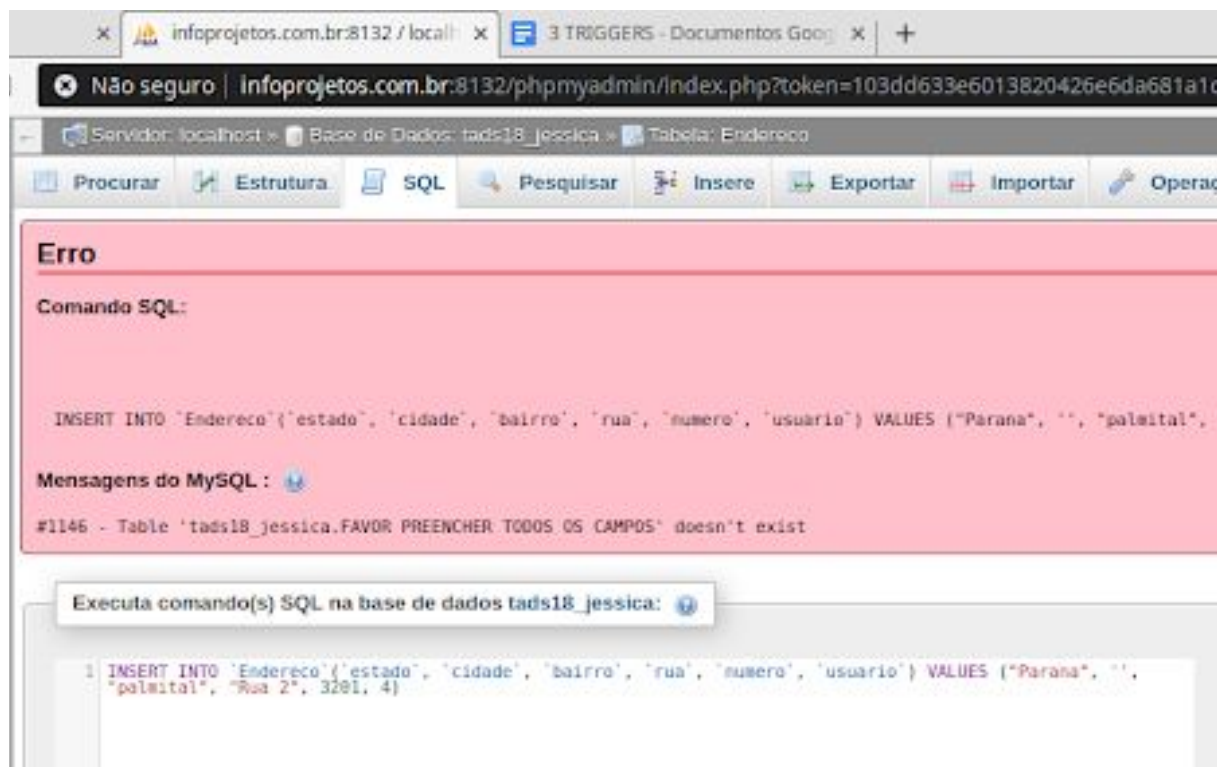 infoprojetos.com.br:8132 / localh
3 TRIGGERS - Documentos Goog
Não seguro | infoprojetos.com.br:8132/phpmyadmin/index.php?token=103dd633e6013820426e6da681a1c
Servidor: localhost » Base de Dados: tads18_jessica » Tabela: Endereco
Procurar Estrutura SQL Pesquisar Insere Exportar Importar Operaç
Erro
Comando SQL:
INSERT INTO `Endereco`(`estado`, `cidade`, `bairro`, `rua`, `numero`, `usuario`) VALUES ("Parana", '', "palmital",
Mensagens do MySQL :
#1146 - Table 'tads18_jessica.FAVOR PREENCHER TODOS OS CAMPOS' doesn't exist
Executa comando(s) SQL na base de dados tads18_jessica:
1 INSERT INTO `Endereco`(`estado`, `cidade`, `bairro`, `rua`, `numero`, `usuario`) VALUES ("Parana", '',
"palmital", "Rua 2", 3201, 4)